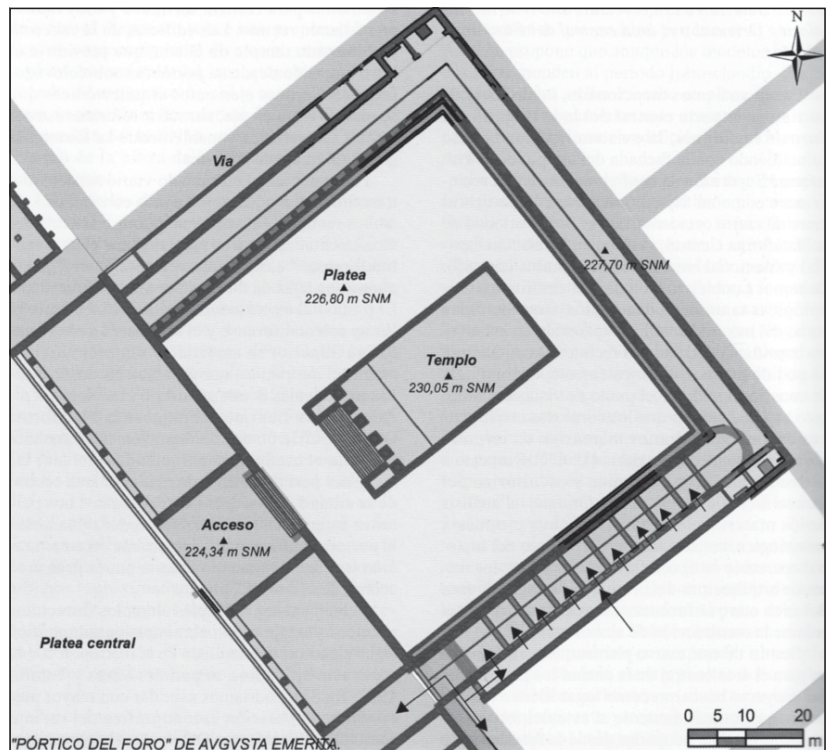 N
Via
Platea
226,80 m SNM
227,70 m SNM
Templo
230,05 m SNM
Acceso
224,34 m SNM
Platea central
0 5 10 20
m
"PÓRTICO DEL FORO" DE AVGVSTA EMERITA.